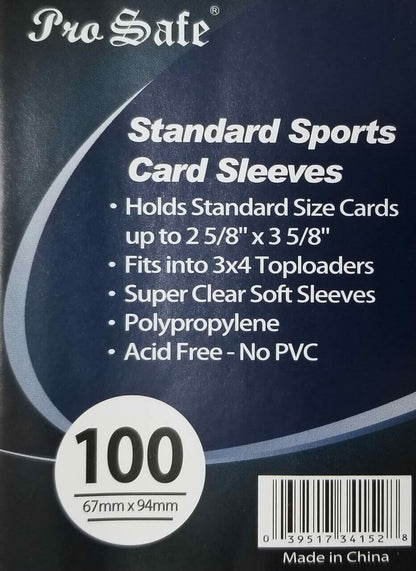 Pro Safe®
Standard Sports
Card Sleeves
• Holds Standard Size Cards
up to 2 5/8" x 3 5/8"
• Fits into 3x4 Toploaders
• Super Clear Soft Sleeves
• Polypropylene
• Acid Free - No PVC
100
67mm x 94mm
0 39517 34152 8
Made in China